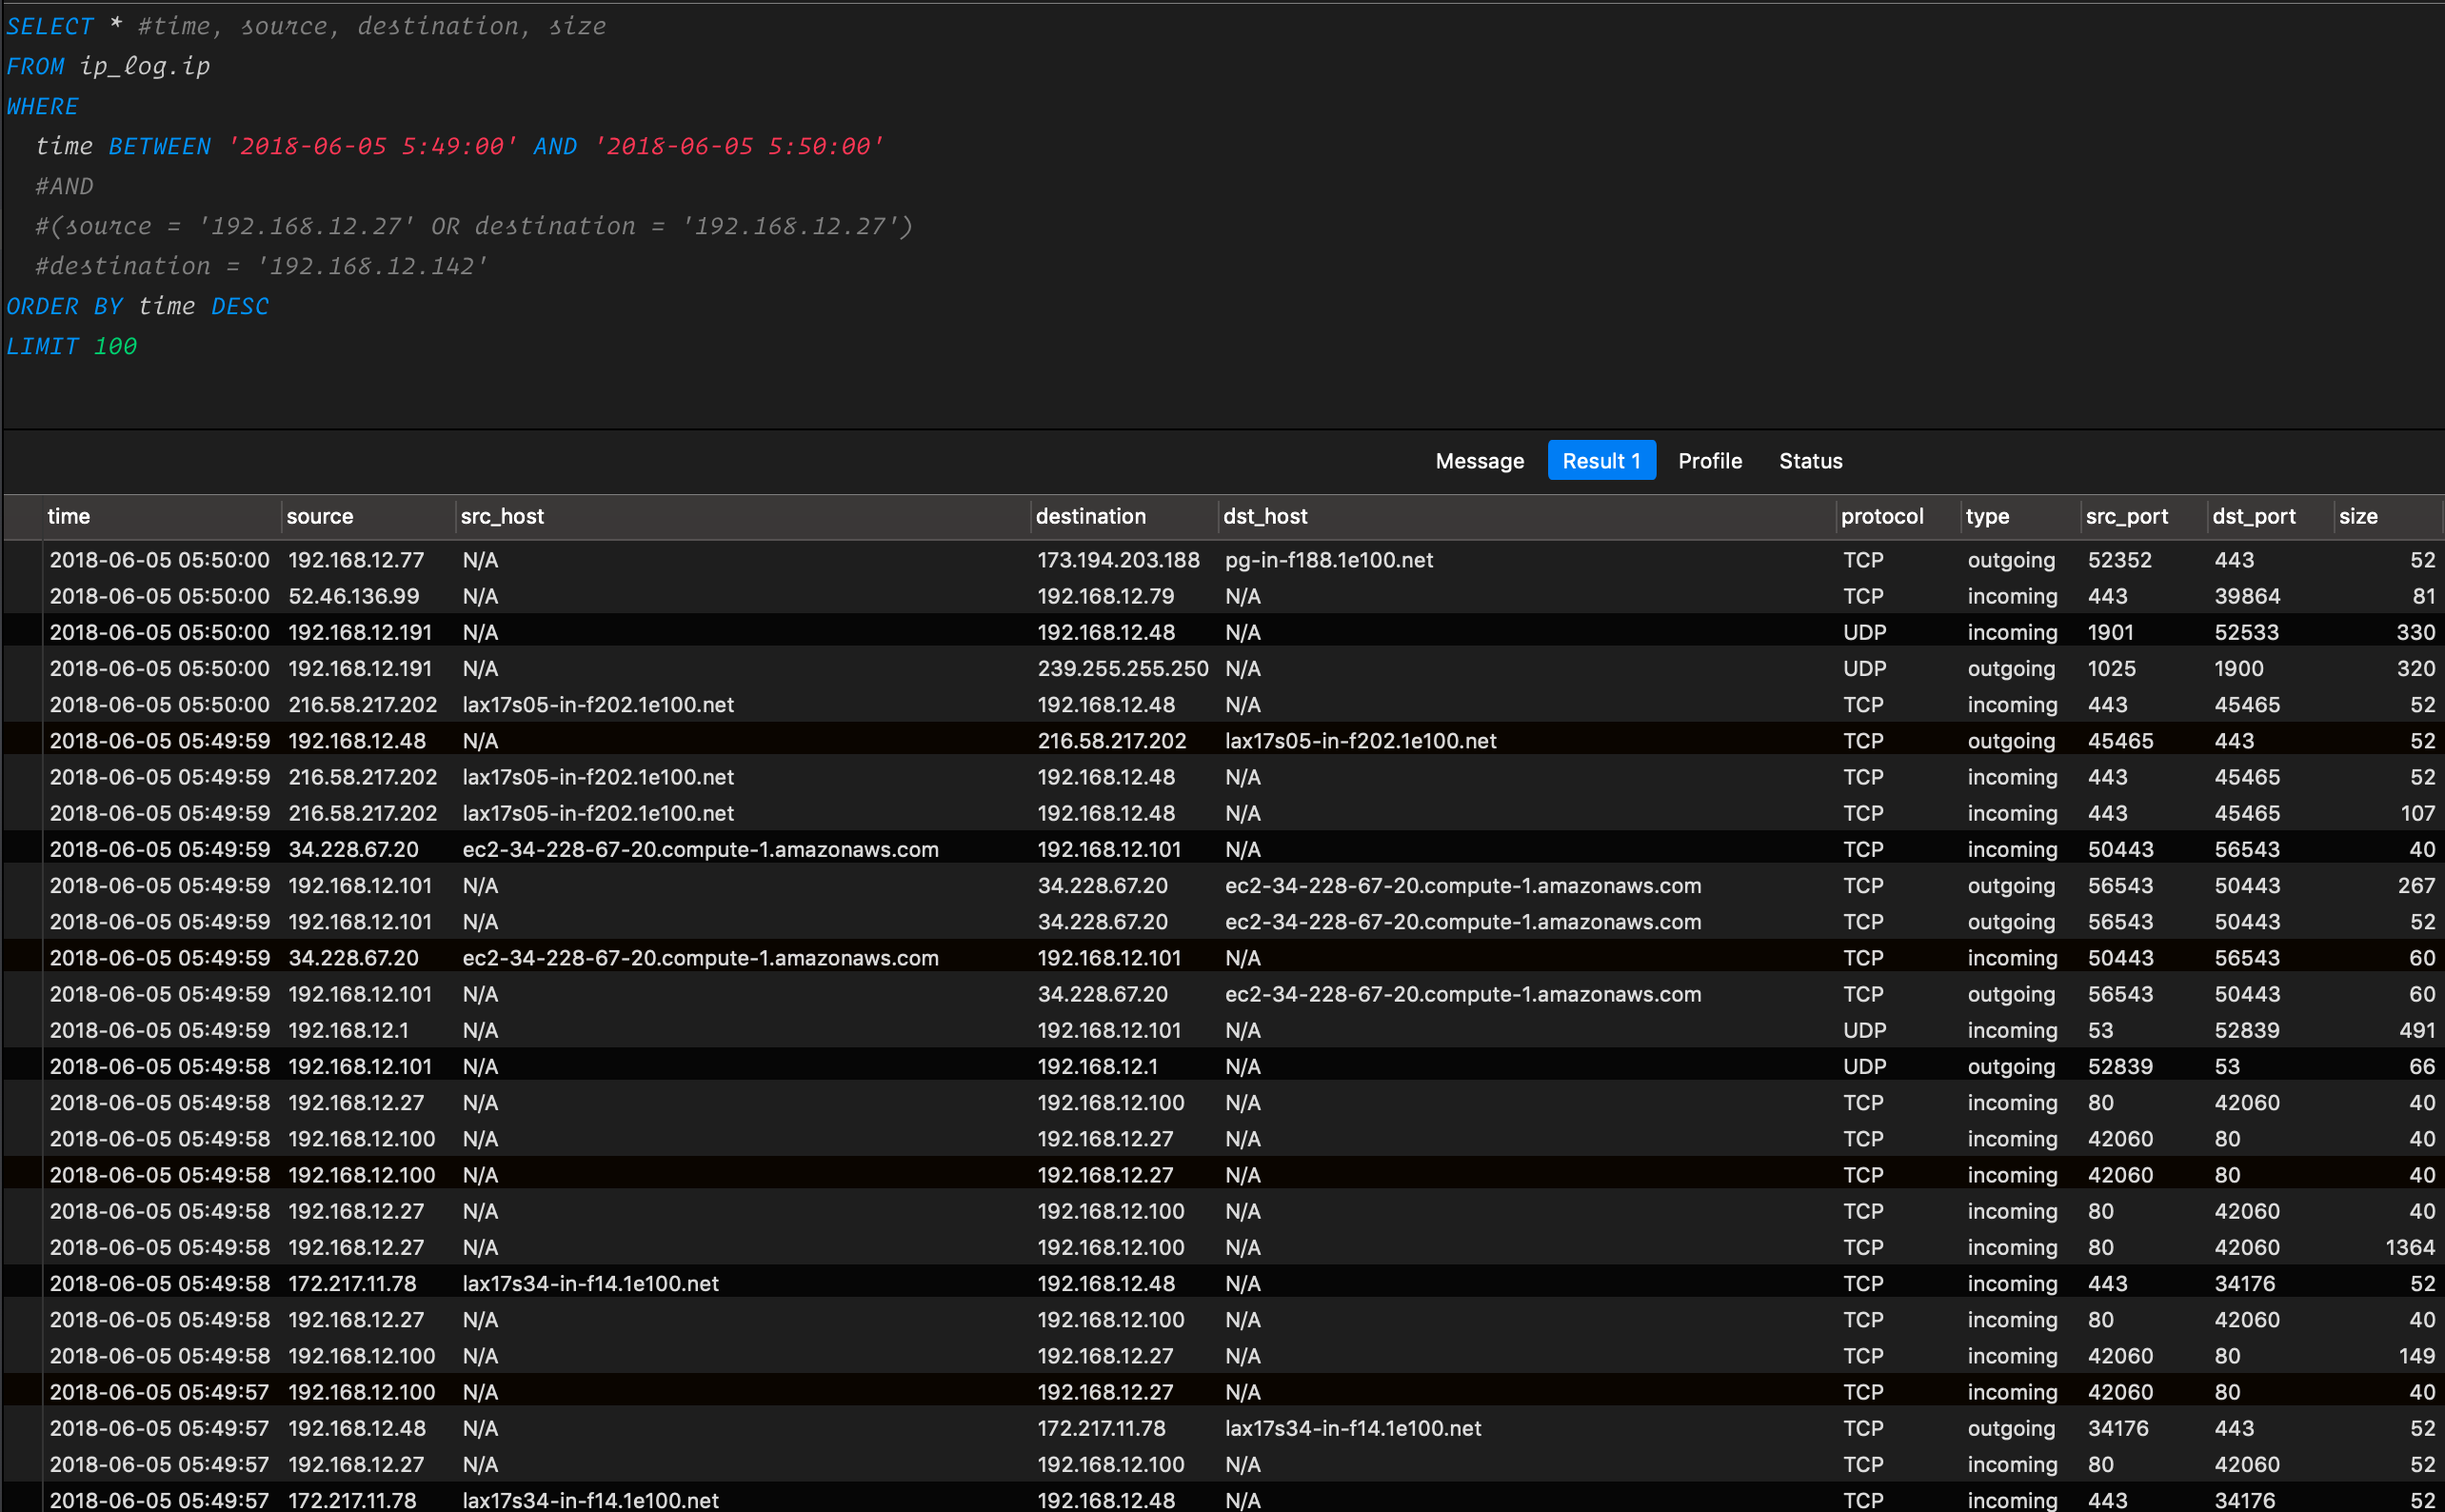 SELECT * #time, source, destination, size
FROM ip_log.ip
WHERE
  time BETWEEN '2018-06-05 5:49:00' AND '2018-06-05 5:50:00'
  #AND
  #(source = '192.168.12.27' OR destination = '192.168.12.27')
  #destination = '192.168.12.142'
ORDER BY time DESC
LIMIT 100
Message Result 1 Profile Status
time source src_host destination dst_host protocol type src_port dst_port size
2018-06-05 05:50:00 192.168.12.77 N/A 173.194.203.188 pg-in-f188.1e100.net TCP outgoing 52352 443 52
2018-06-05 05:50:00 52.46.136.99 N/A 192.168.12.79 N/A TCP incoming 443 39864 81
2018-06-05 05:50:00 192.168.12.191 N/A 192.168.12.48 N/A UDP incoming 1901 52533 330
2018-06-05 05:50:00 192.168.12.191 N/A 239.255.255.250 N/A UDP outgoing 1025 1900 320
2018-06-05 05:50:00 216.58.217.202 lax17s05-in-f202.1e100.net 192.168.12.48 N/A TCP incoming 443 45465 52
2018-06-05 05:49:59 192.168.12.48 N/A 216.58.217.202 lax17s05-in-f202.1e100.net TCP outgoing 45465 443 52
2018-06-05 05:49:59 216.58.217.202 lax17s05-in-f202.1e100.net 192.168.12.48 N/A TCP incoming 443 45465 52
2018-06-05 05:49:59 216.58.217.202 lax17s05-in-f202.1e100.net 192.168.12.48 N/A TCP incoming 443 45465 107
2018-06-05 05:49:59 34.228.67.20 ec2-34-228-67-20.compute-1.amazonaws.com 192.168.12.101 N/A TCP incoming 50443 56543 40
2018-06-05 05:49:59 192.168.12.101 N/A 34.228.67.20 ec2-34-228-67-20.compute-1.amazonaws.com TCP outgoing 56543 50443 267
2018-06-05 05:49:59 192.168.12.101 N/A 34.228.67.20 ec2-34-228-67-20.compute-1.amazonaws.com TCP outgoing 56543 50443 52
2018-06-05 05:49:59 34.228.67.20 ec2-34-228-67-20.compute-1.amazonaws.com 192.168.12.101 N/A TCP incoming 50443 56543 60
2018-06-05 05:49:59 192.168.12.101 N/A 34.228.67.20 ec2-34-228-67-20.compute-1.amazonaws.com TCP outgoing 56543 50443 60
2018-06-05 05:49:59 192.168.12.1 N/A 192.168.12.101 N/A UDP incoming 53 52839 491
2018-06-05 05:49:58 192.168.12.101 N/A 192.168.12.1 N/A UDP outgoing 52839 53 66
2018-06-05 05:49:58 192.168.12.27 N/A 192.168.12.100 N/A TCP incoming 80 42060 40
2018-06-05 05:49:58 192.168.12.100 N/A 192.168.12.27 N/A TCP incoming 42060 80 40
2018-06-05 05:49:58 192.168.12.100 N/A 192.168.12.27 N/A TCP incoming 42060 80 40
2018-06-05 05:49:58 192.168.12.27 N/A 192.168.12.100 N/A TCP incoming 80 42060 40
2018-06-05 05:49:58 192.168.12.27 N/A 192.168.12.100 N/A TCP incoming 80 42060 1364
2018-06-05 05:49:58 172.217.11.78 lax17s34-in-f14.1e100.net 192.168.12.48 N/A TCP incoming 443 34176 52
2018-06-05 05:49:58 192.168.12.27 N/A 192.168.12.100 N/A TCP incoming 80 42060 40
2018-06-05 05:49:58 192.168.12.100 N/A 192.168.12.27 N/A TCP incoming 42060 80 149
2018-06-05 05:49:57 192.168.12.100 N/A 192.168.12.27 N/A TCP incoming 42060 80 40
2018-06-05 05:49:57 192.168.12.48 N/A 172.217.11.78 lax17s34-in-f14.1e100.net TCP outgoing 34176 443 52
2018-06-05 05:49:57 192.168.12.27 N/A 192.168.12.100 N/A TCP incoming 80 42060 52
2018-06-05 05:49:57 172.217.11.78 lax17s34-in-f14.1e100.net 192.168.12.48 N/A TCP incoming 443 34176 52